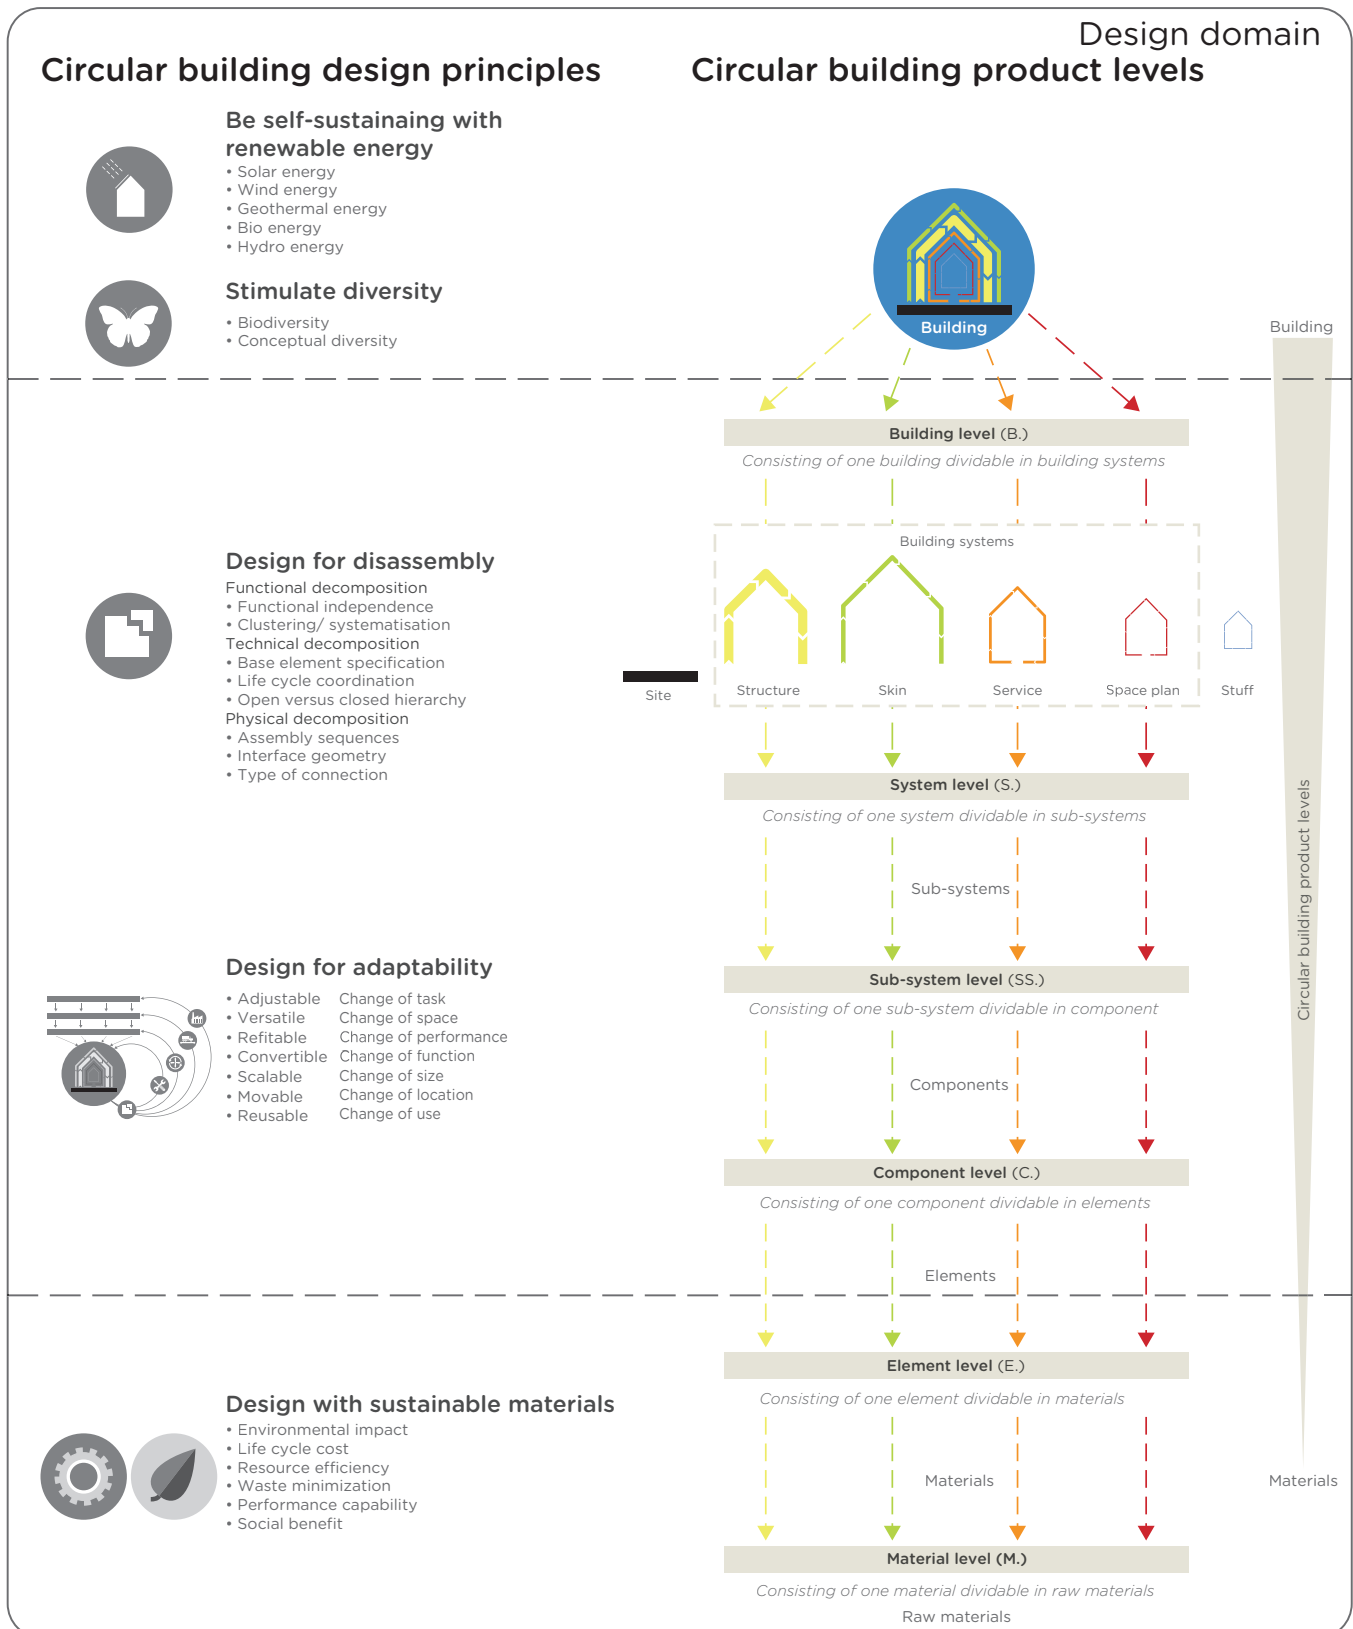 Design domain
Circular building design principles
Circular building product levels
Be self-sustainaing with
renewable energy
• Solar energy
• Wind energy
• Geothermal energy
• Bio energy
• Hydro energy
Stimulate diversity
• Biodiversity
• Conceptual diversity
Building
Building
Building level (B.)
Consisting of one building dividable in building systems
Building systems
Design for disassembly
Functional decomposition
• Functional independence
• Clustering/ systematisation
Technical decomposition
• Base element specification
• Life cycle coordination
• Open versus closed hierarchy
Physical decomposition
• Assembly sequences
• Interface geometry
• Type of connection
Site
Structure
Skin
Service
Space plan
Stuff
System level (S.)
Consisting of one system dividable in sub-systems
Sub-systems
Circular building product levels
Design for adaptability
• Adjustable Change of task
• Versatile Change of space
• Refitable Change of performance
• Convertible Change of function
• Scalable Change of size
• Movable Change of location
• Reusable Change of use
Sub-system level (SS.)
Consisting of one sub-system dividable in component
Components
Component level (C.)
Consisting of one component dividable in elements
Elements
Element level (E.)
Consisting of one element dividable in materials
Design with sustainable materials
• Environmental impact
• Life cycle cost
• Resource efficiency
• Waste minimization
• Performance capability
• Social benefit
Materials
Materials
Material level (M.)
Consisting of one material dividable in raw materials
Raw materials